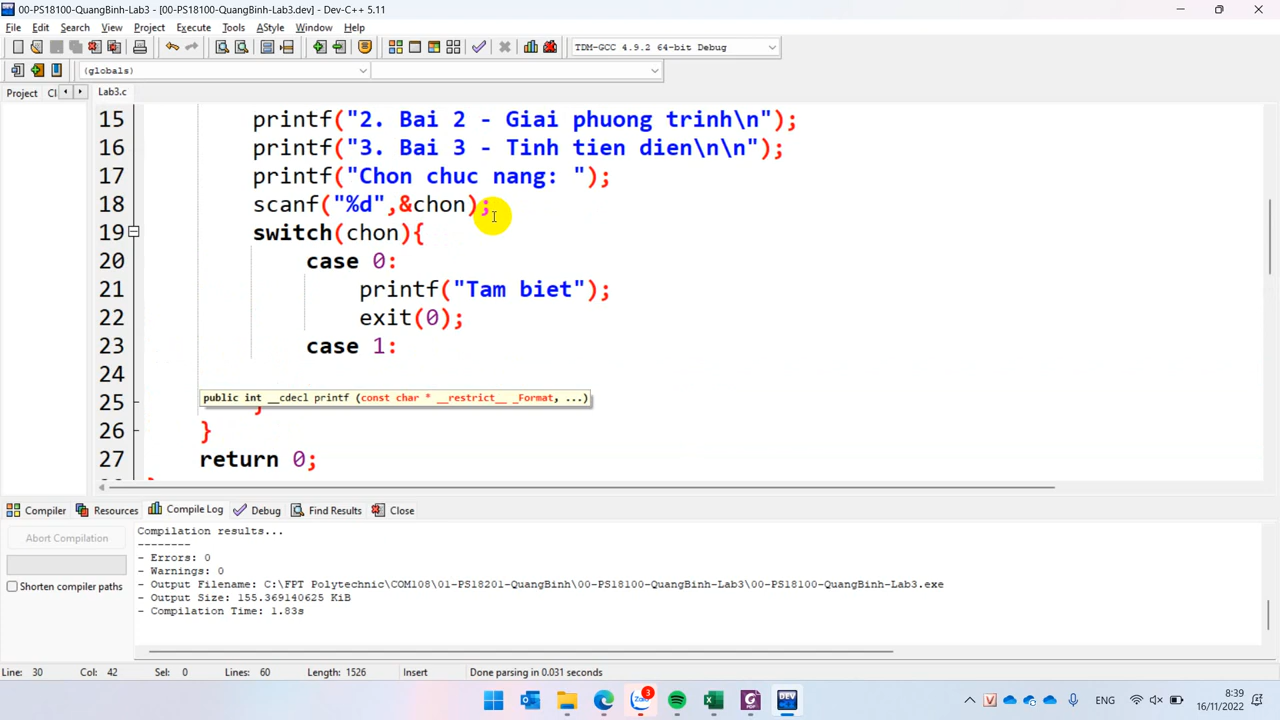 00-PS18100-QuangBinh-Lab3 - [00-PS18100-QuangBinh-Lab3.dev] - Dev-C++ 5.11
File Edit Search View Project Execute Tools AStyle Window Help
TDM-GCC 4.9.2 64-bit Debug
(globals)
Project Cl Lab3.c
15 printf("2. Bai 2 - Giai phuong trinh\n");
16 printf("3. Bai 3 - Tinh tien dien\n\n");
17 printf("Chon chuc nang: ");
18 scanf("%d",&chon);
19 switch(chon){
20 case 0:
21 printf("Tam biet");
22 exit(0);
23 case 1:
24
public int __cdecl printf (const char * __restrict__ _Format, ...)
25 }
26 }
27 return 0;
Compiler Resources Compile Log Debug Find Results Close
Abort Compilation
Shorten compiler paths
Compilation results...
--------
- Errors: 0
- Warnings: 0
- Output Filename: C:\FPT Polytechnic\COM108\01-PS18201-QuangBinh\00-PS18100-QuangBinh-Lab3\00-PS18100-QuangBinh-Lab3.exe
- Output Size: 155.369140625 KiB
- Compilation Time: 1.83s
Line: 30 Col: 42 Sel: 0 Lines: 60 Length: 1526 Insert Done parsing in 0.031 seconds
Zalo 3 DEV ENG 8:39
16/11/2022